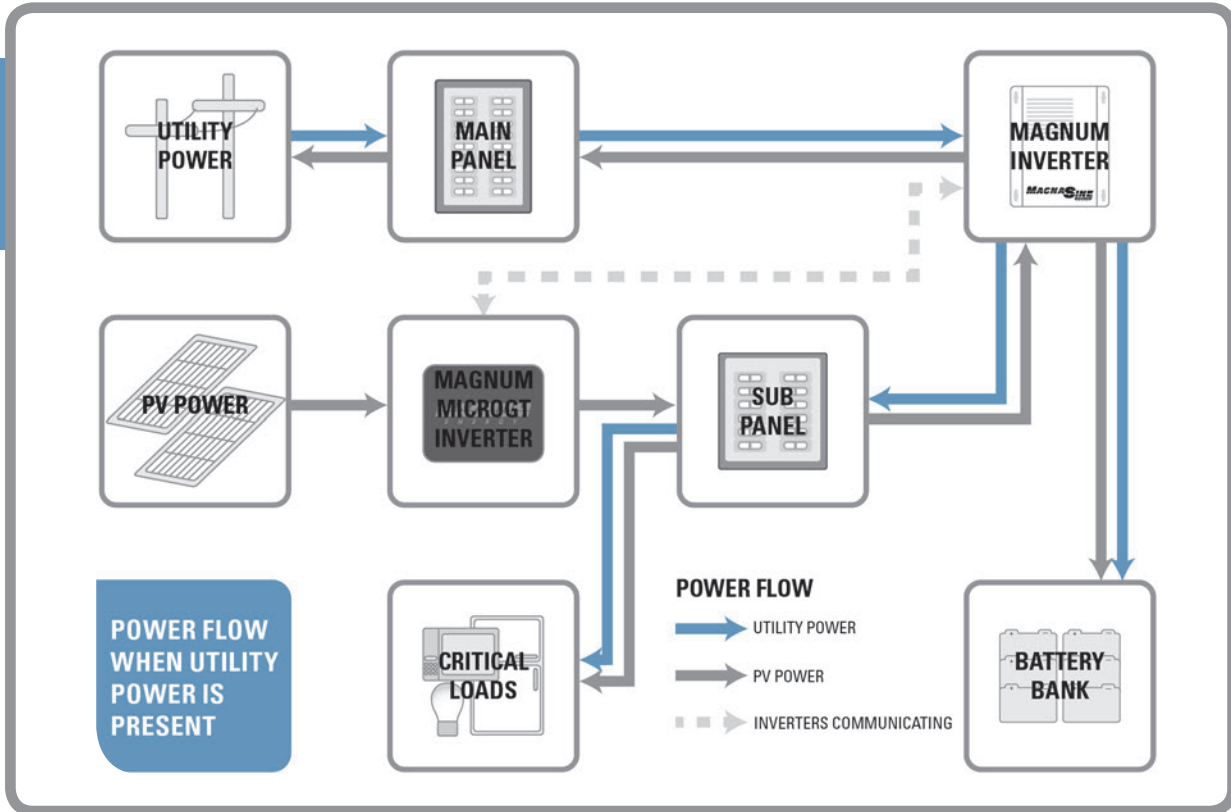 UTILITY
POWER
MAIN
PANEL
MAGNUM
INVERTER
MAGNASINE
PV POWER
MAGNUM
MICROGT
INVERTER
ENERGY
SUB
PANEL
POWER FLOW
WHEN UTILITY
POWER IS
PRESENT
CRITICAL
LOADS
POWER FLOW
UTILITY POWER
PV POWER
INVERTERS COMMUNICATING
BATTERY
BANK